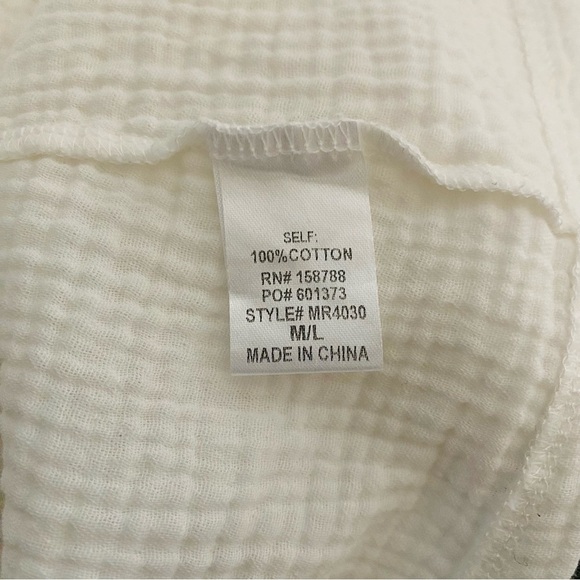 SELF:
100%COTTON
RN# 158788
PO# 601373
STYLE# MR4030
M/L
MADE IN CHINA